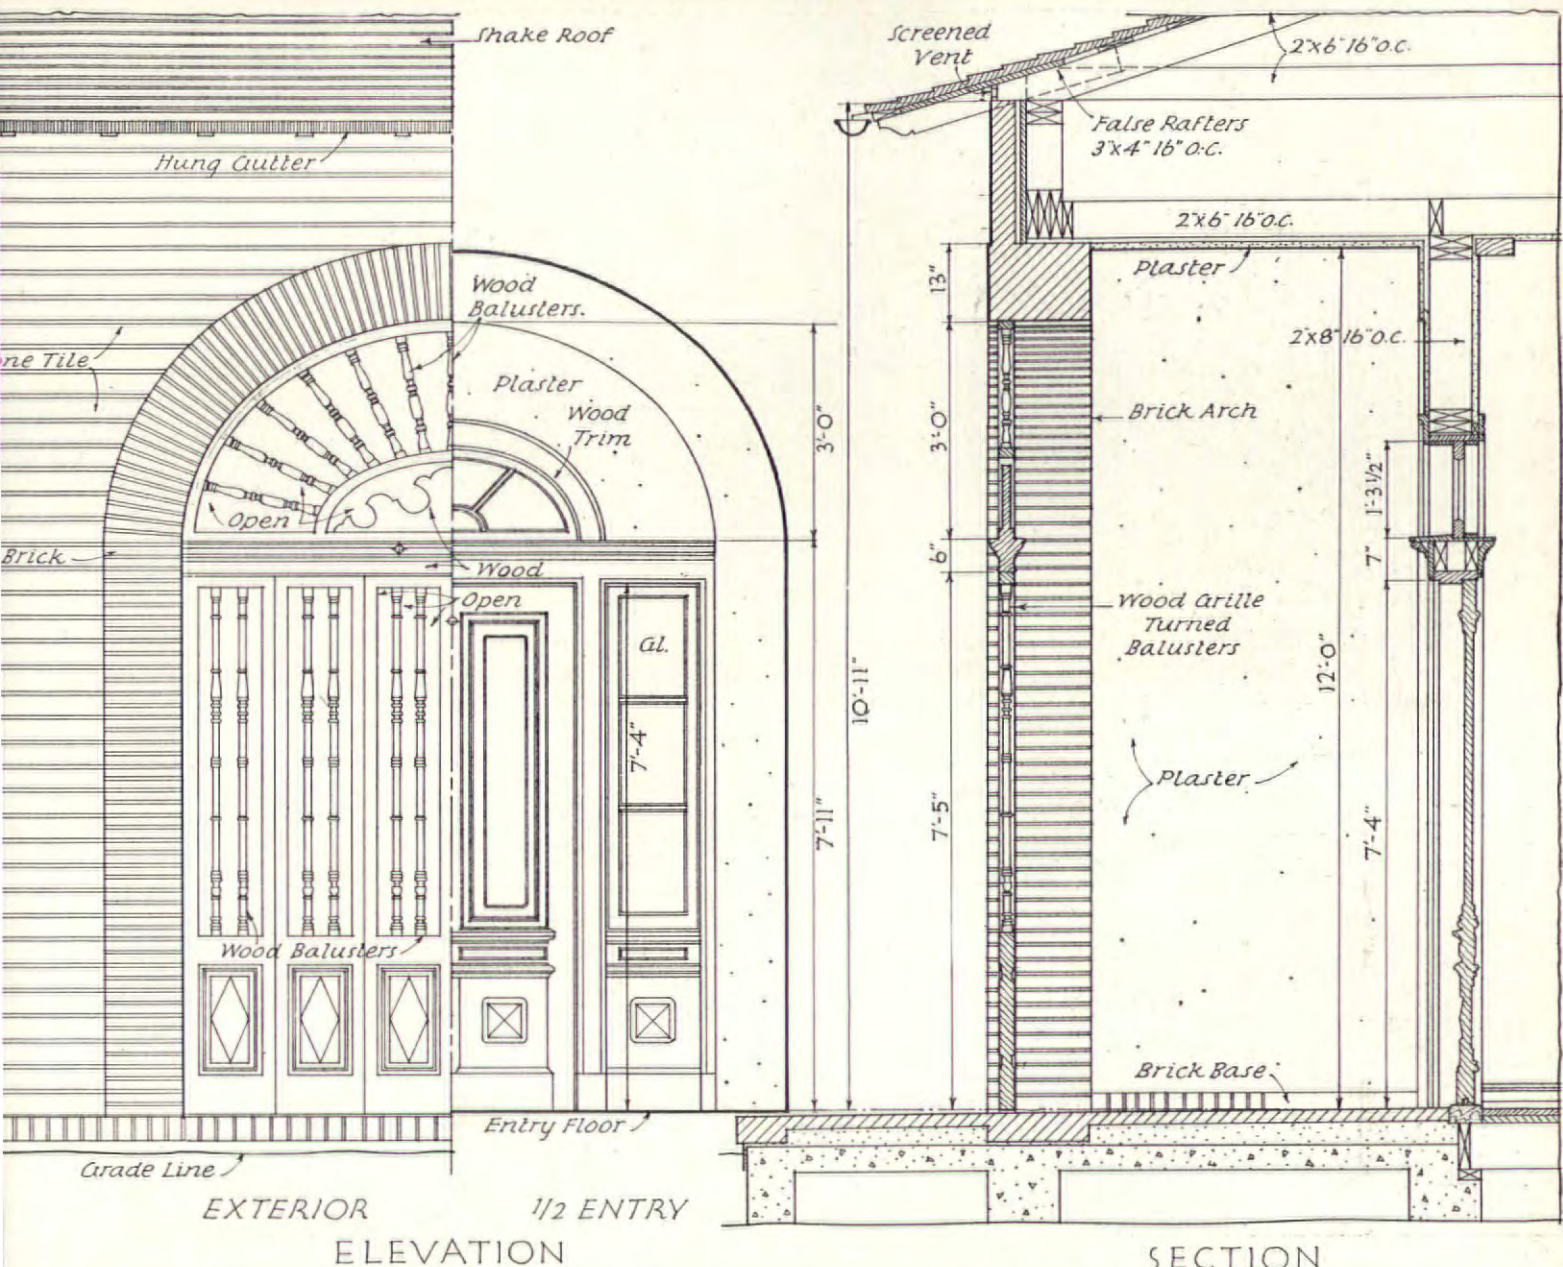 Shake Roof
Hung Gutter
Wood
Balusters.
ne Tile
Plaster
Wood
Trim
Open
Brick
Wood
Open
Gl.
7'-4"
Wood Balusters
Entry Floor
Grade Line
3'-0"
7'-11"
EXTERIOR
1/2 ENTRY
ELEVATION
Screened
Vent
2"x6" 16" o.c.
False Rafters
3"x4" 16" o.c.
2"x6" 16" o.c.
Plaster
13"
2"x8" 16" o.c.
Brick Arch
3'-0"
1'-3 1/2"
6"
7"
Wood Grille
Turned
Balusters
12'-0"
10'-11"
Plaster
7'-5"
7'-4"
Brick Base
SECTION